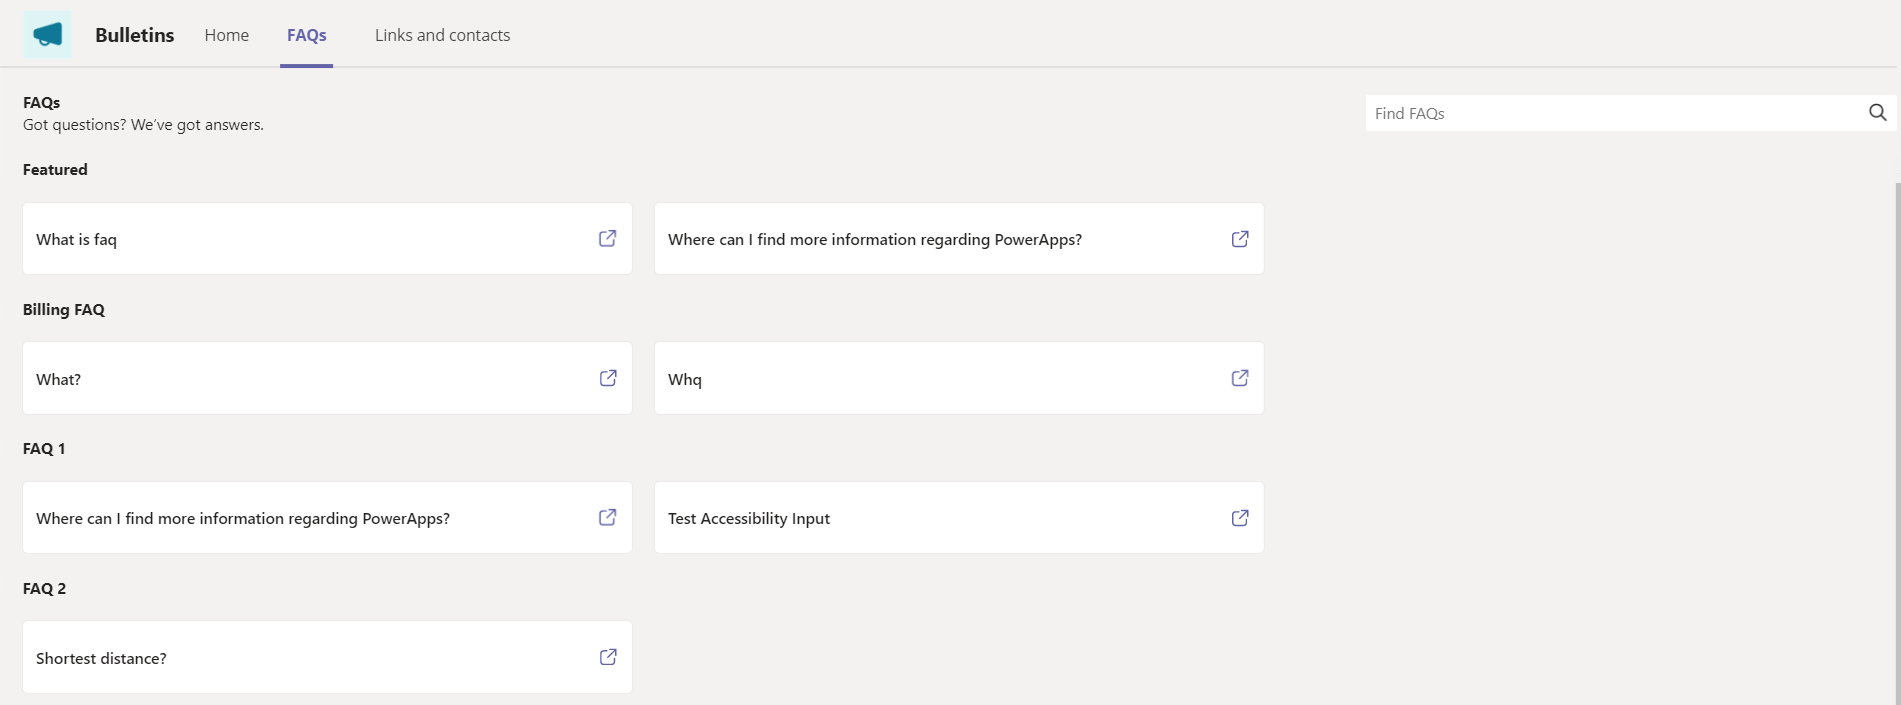 Bulletins Home FAQs Links and contacts
FAQs
Got questions? We've got answers.
Find FAQs
Featured
What is faq
Where can I find more information regarding PowerApps?
Billing FAQ
What?
Whq
FAQ 1
Where can I find more information regarding PowerApps?
Test Accessibility Input
FAQ 2
Shortest distance?